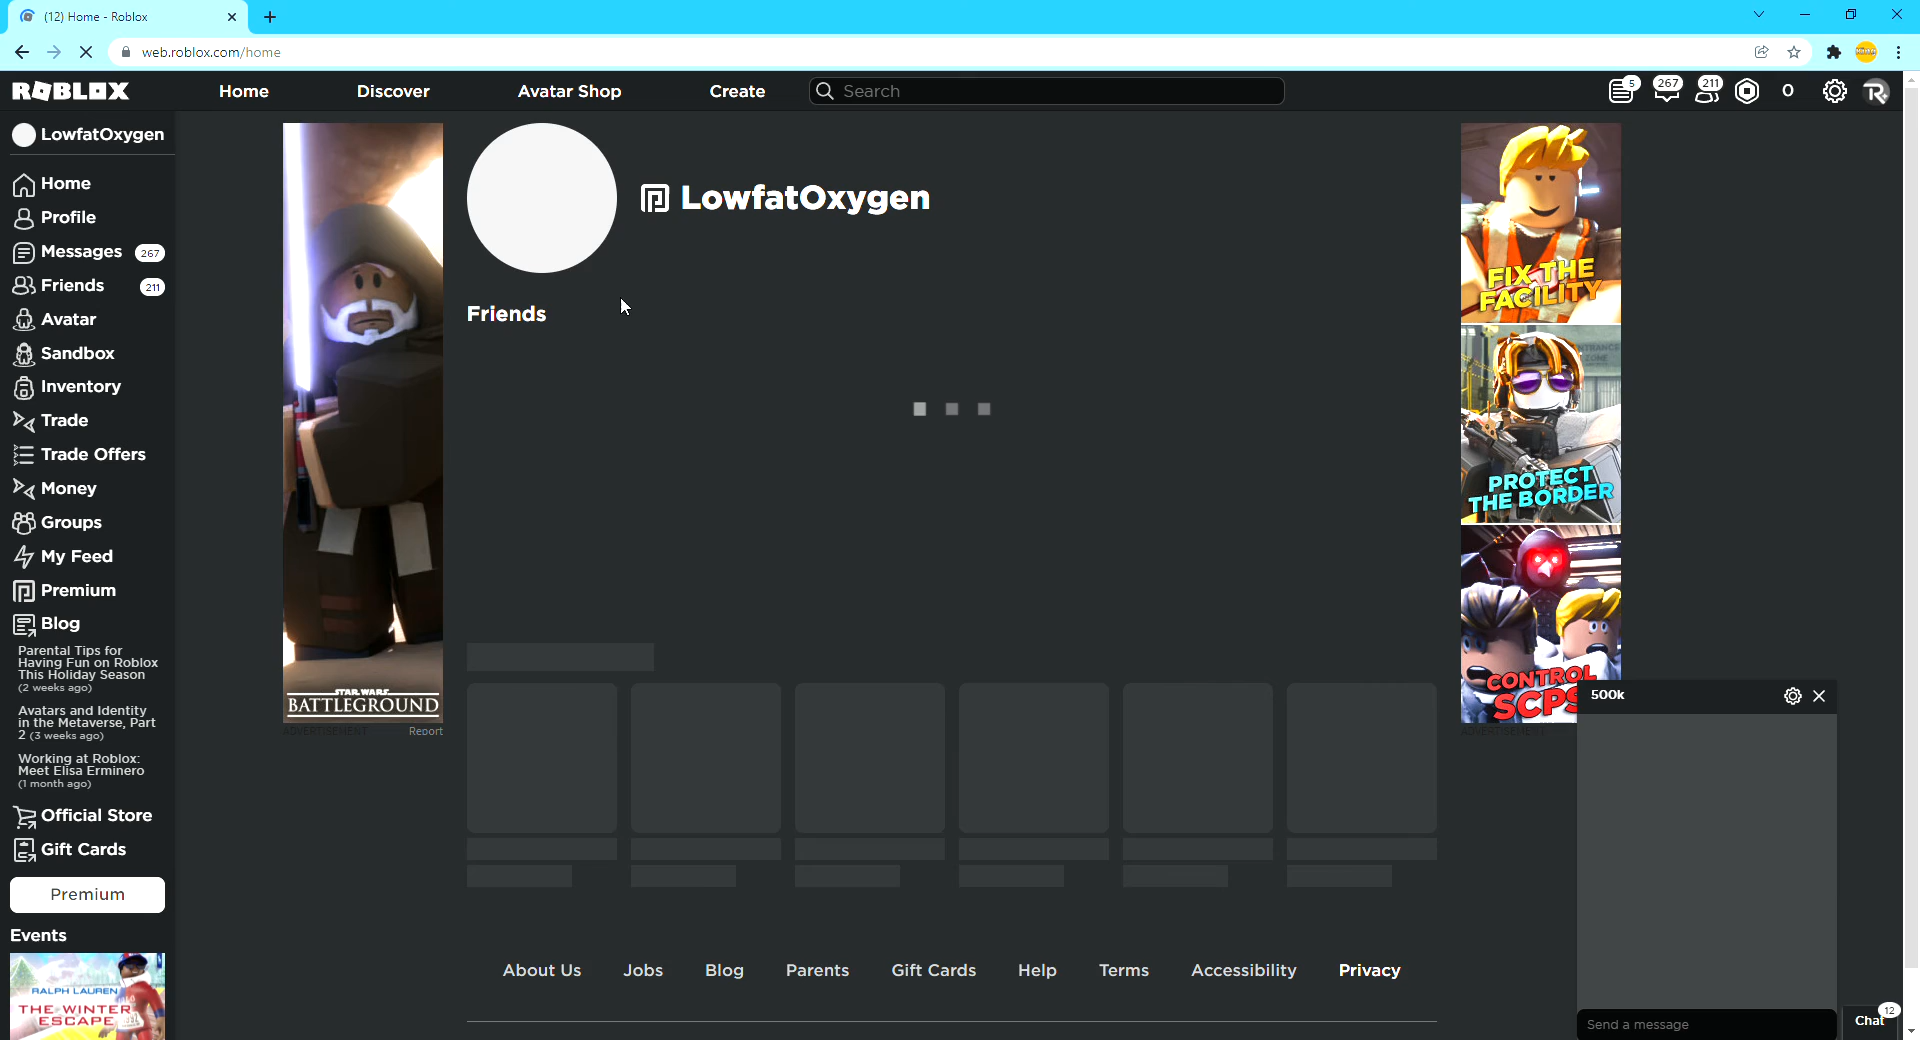 (12) Home - Roblox
web.roblox.com/home
ROBLOX
Home
Discover
Avatar Shop
Create
Search
5
267
211
0
LowfatOxygen
Home
Profile
Messages 267
Friends 211
Avatar
Sandbox
Inventory
Trade
Trade Offers
Money
Groups
My Feed
Premium
Blog
Parental Tips for
Having Fun on Roblox
This Holiday Season
(2 weeks ago)
Avatars and Identity
in the Metaverse, Part
2 (3 weeks ago)
Working at Roblox:
Meet Elisa Erminero
(1 month ago)
Official Store
Gift Cards
Premium
Events
RALPH LAUREN
THE WINTER
ESCAPE
STAR WARS
BATTLEGROUND
ADVERTISEMENT
Report
LowfatOxygen
Friends
FIX THE
FACILITY
PROTECT
THE BORDER
CONTROL
SCPS
ADVERTISEMENT
500k
Send a message
Chat 12
About Us
Jobs
Blog
Parents
Gift Cards
Help
Terms
Accessibility
Privacy